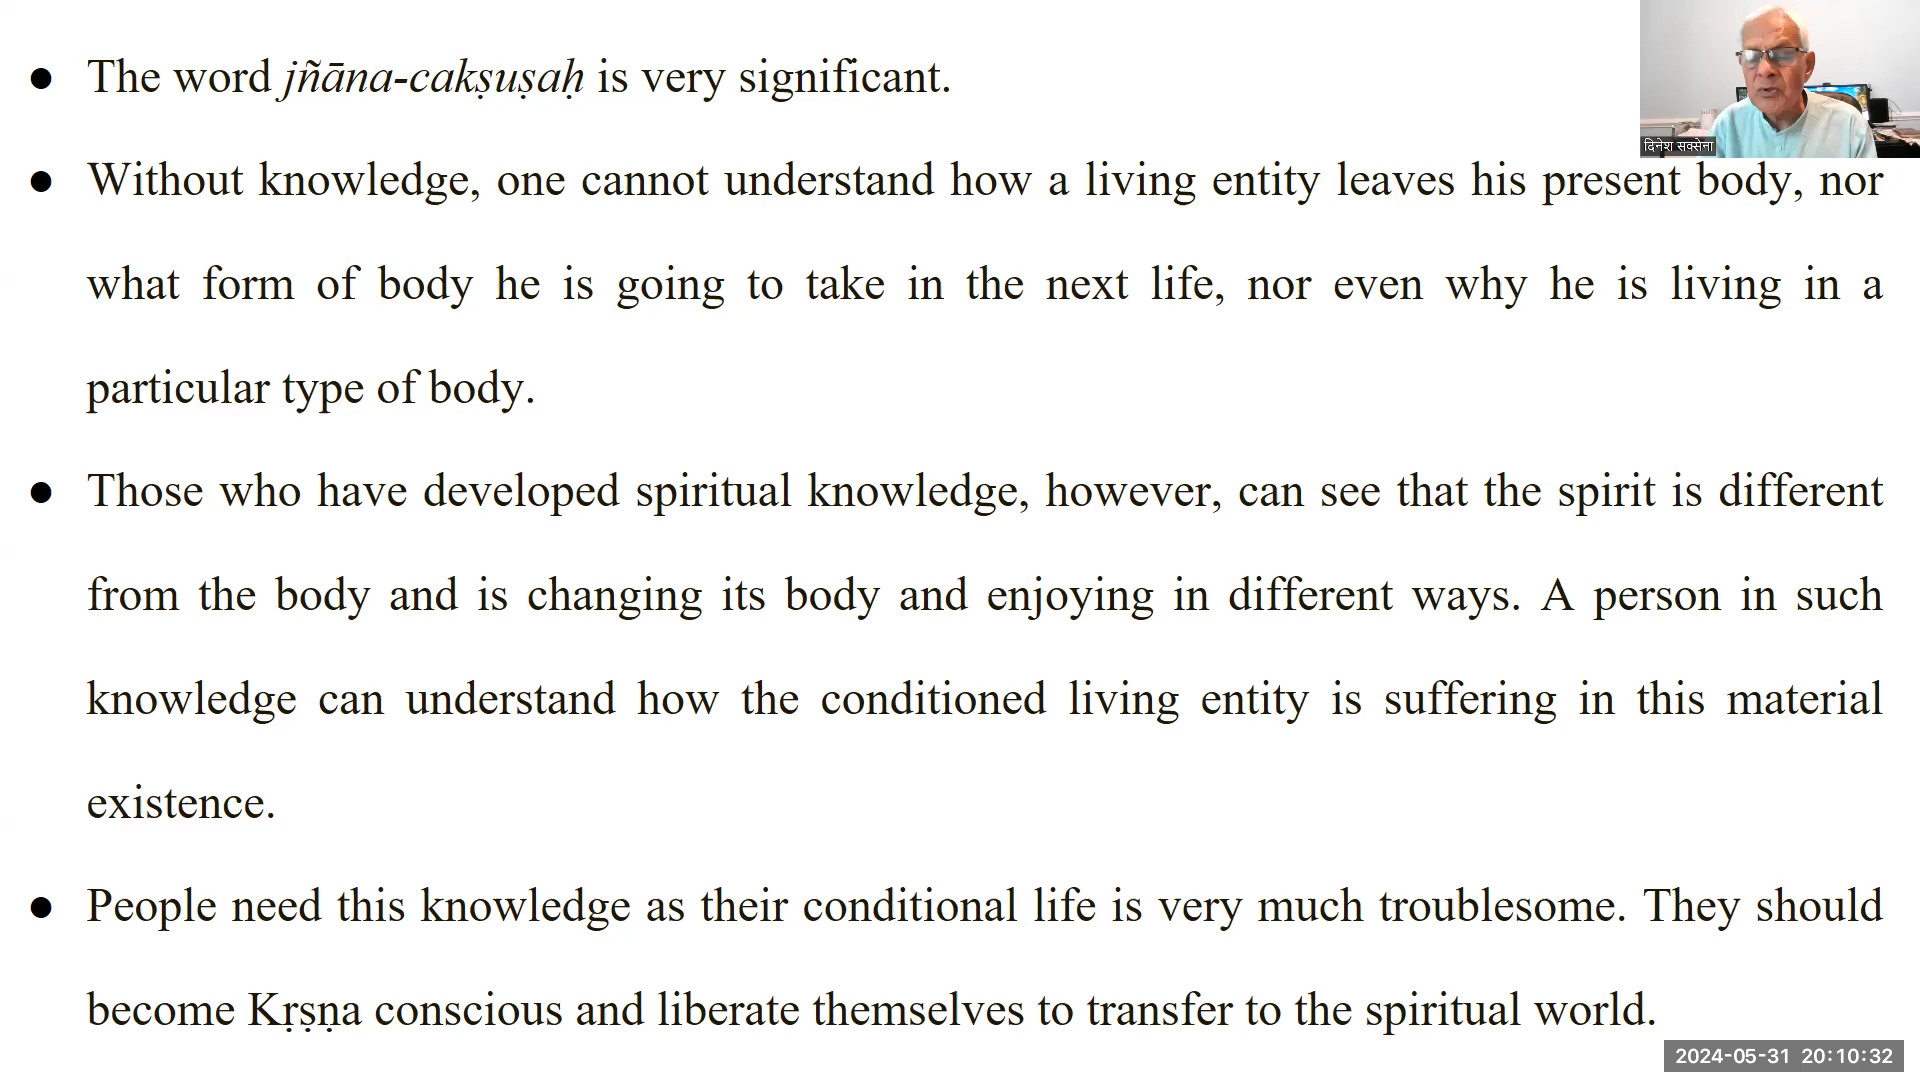 ● The word jñāna-cakṣuṣaḥ is very significant.
दिनेश सक्सेना
● Without knowledge, one cannot understand how a living entity leaves his present body, nor
what form of body he is going to take in the next life, nor even why he is living in a
particular type of body.
● Those who have developed spiritual knowledge, however, can see that the spirit is different
from the body and is changing its body and enjoying in different ways. A person in such
knowledge can understand how the conditioned living entity is suffering in this material
existence.
● People need this knowledge as their conditional life is very much troublesome. They should
become Kṛṣṇa conscious and liberate themselves to transfer to the spiritual world.
2024-05-31 20:10:32